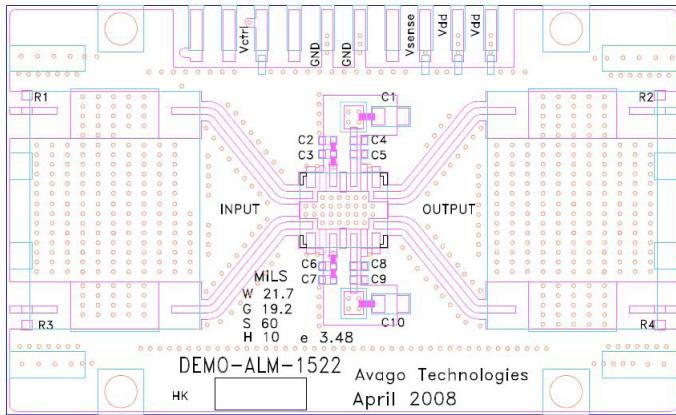 Vctrl
GND
GND
Vsense
Vdd
Vdd
R1
R2
C1
C2
C4
C3
C5
INPUT
OUTPUT
C6
C8
C7
C9
MiLS
W 21.7
G 19.2
S 60
H 10 e 3.48
C10
R3
R4
DEMO-ALM-1522
Avago Technologies
HK
April 2008